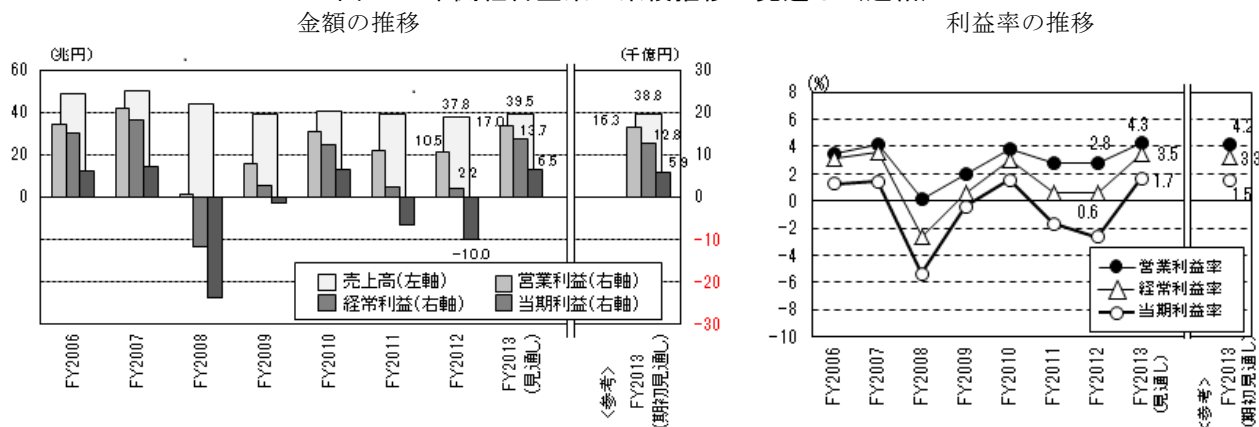 金額の推移
(兆円)
(千億円)
60
40
20
0
30
20
10
0
-10
-20
-30
10.5
37.8
2.2
-10.0
17.0
39.5
13.7
6.5
16.3
38.8
12.8
5.9
売上高(左軸)
営業利益(右軸)
経常利益(右軸)
当期利益(右軸)
FY2006
FY2007
FY2008
FY2009
FY2010
FY2011
FY2012
FY2013
(見通し)
<参考>
FY2013
(期初見通し)
利益率の推移
(%)
8
6
4
2
0
-2
-4
-6
-8
-10
2.8
0.6
4.3
3.5
1.7
4.2
3.3
1.5
営業利益率
経常利益率
当期利益率
FY2006
FY2007
FY2008
FY2009
FY2010
FY2011
FY2012
FY2013
(見通し)
<参考>
FY2013
(期初見通し)